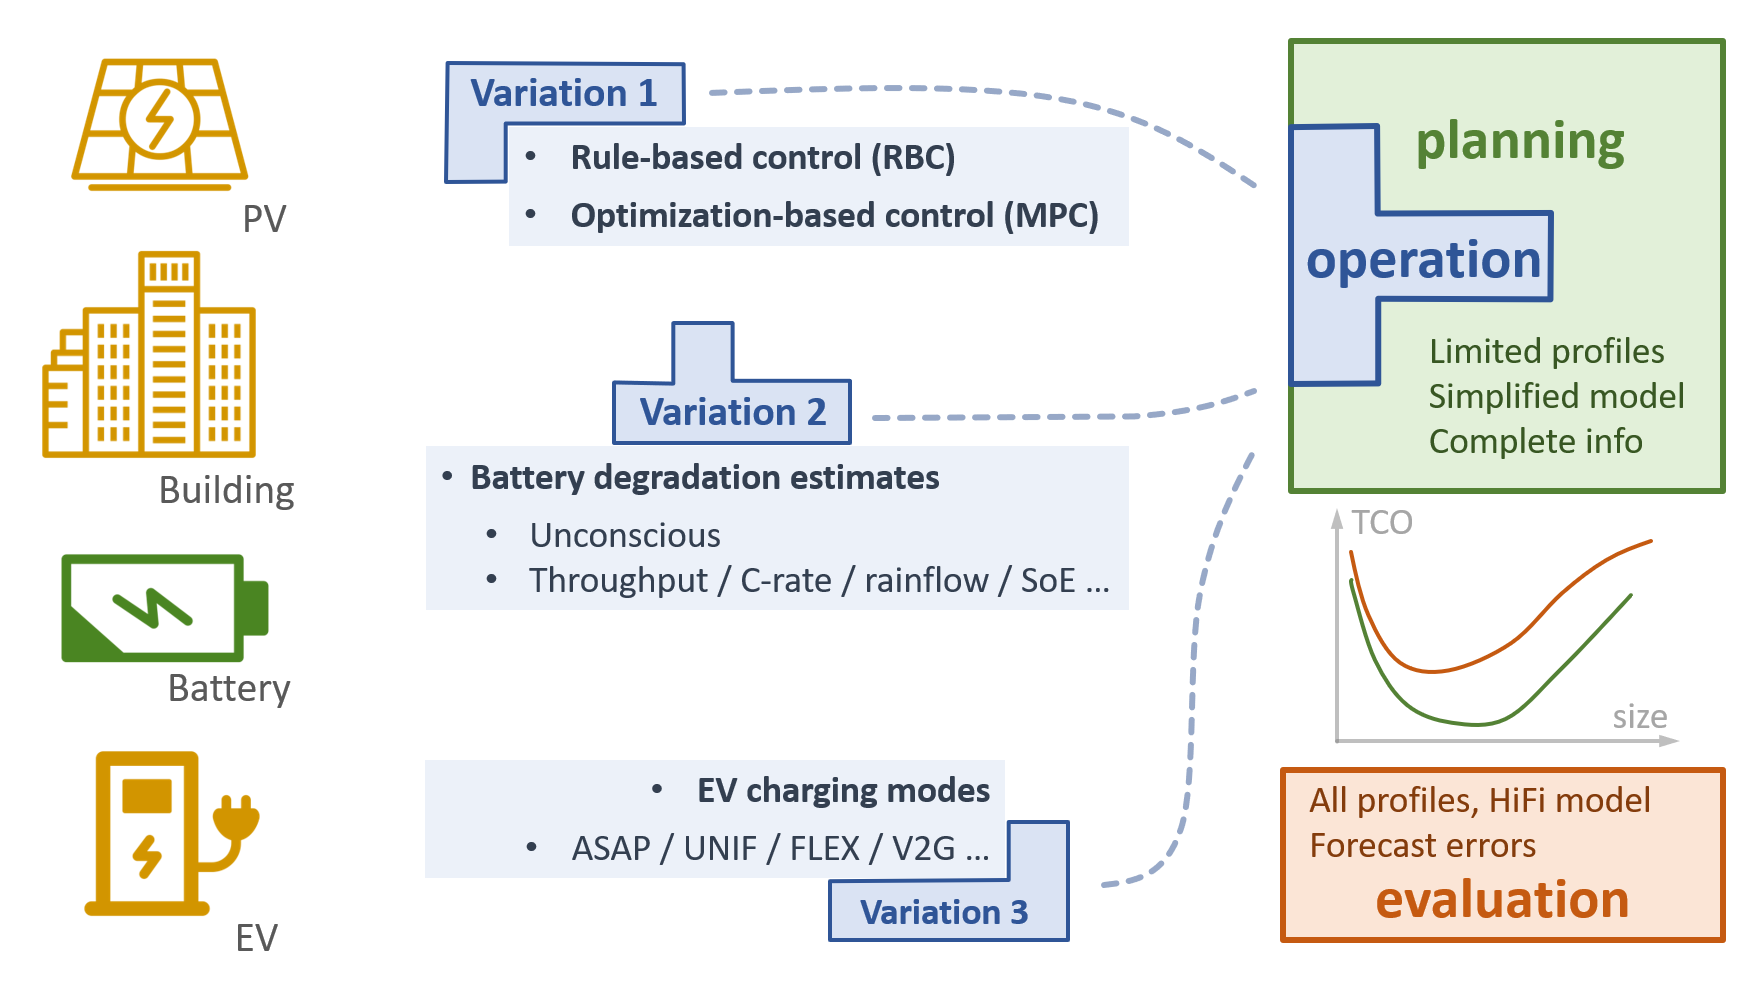 PV
Building
Battery
EV
Variation 1
• Rule-based control (RBC)
• Optimization-based control (MPC)
Variation 2
• Battery degradation estimates
• Unconscious
• Throughput / C-rate / rainflow / SoE ...
• EV charging modes
• ASAP / UNIF / FLEX / V2G ...
Variation 3
planning
operation
Limited profiles
Simplified model
Complete info
TCO
size
All profiles, HiFi model
Forecast errors
evaluation